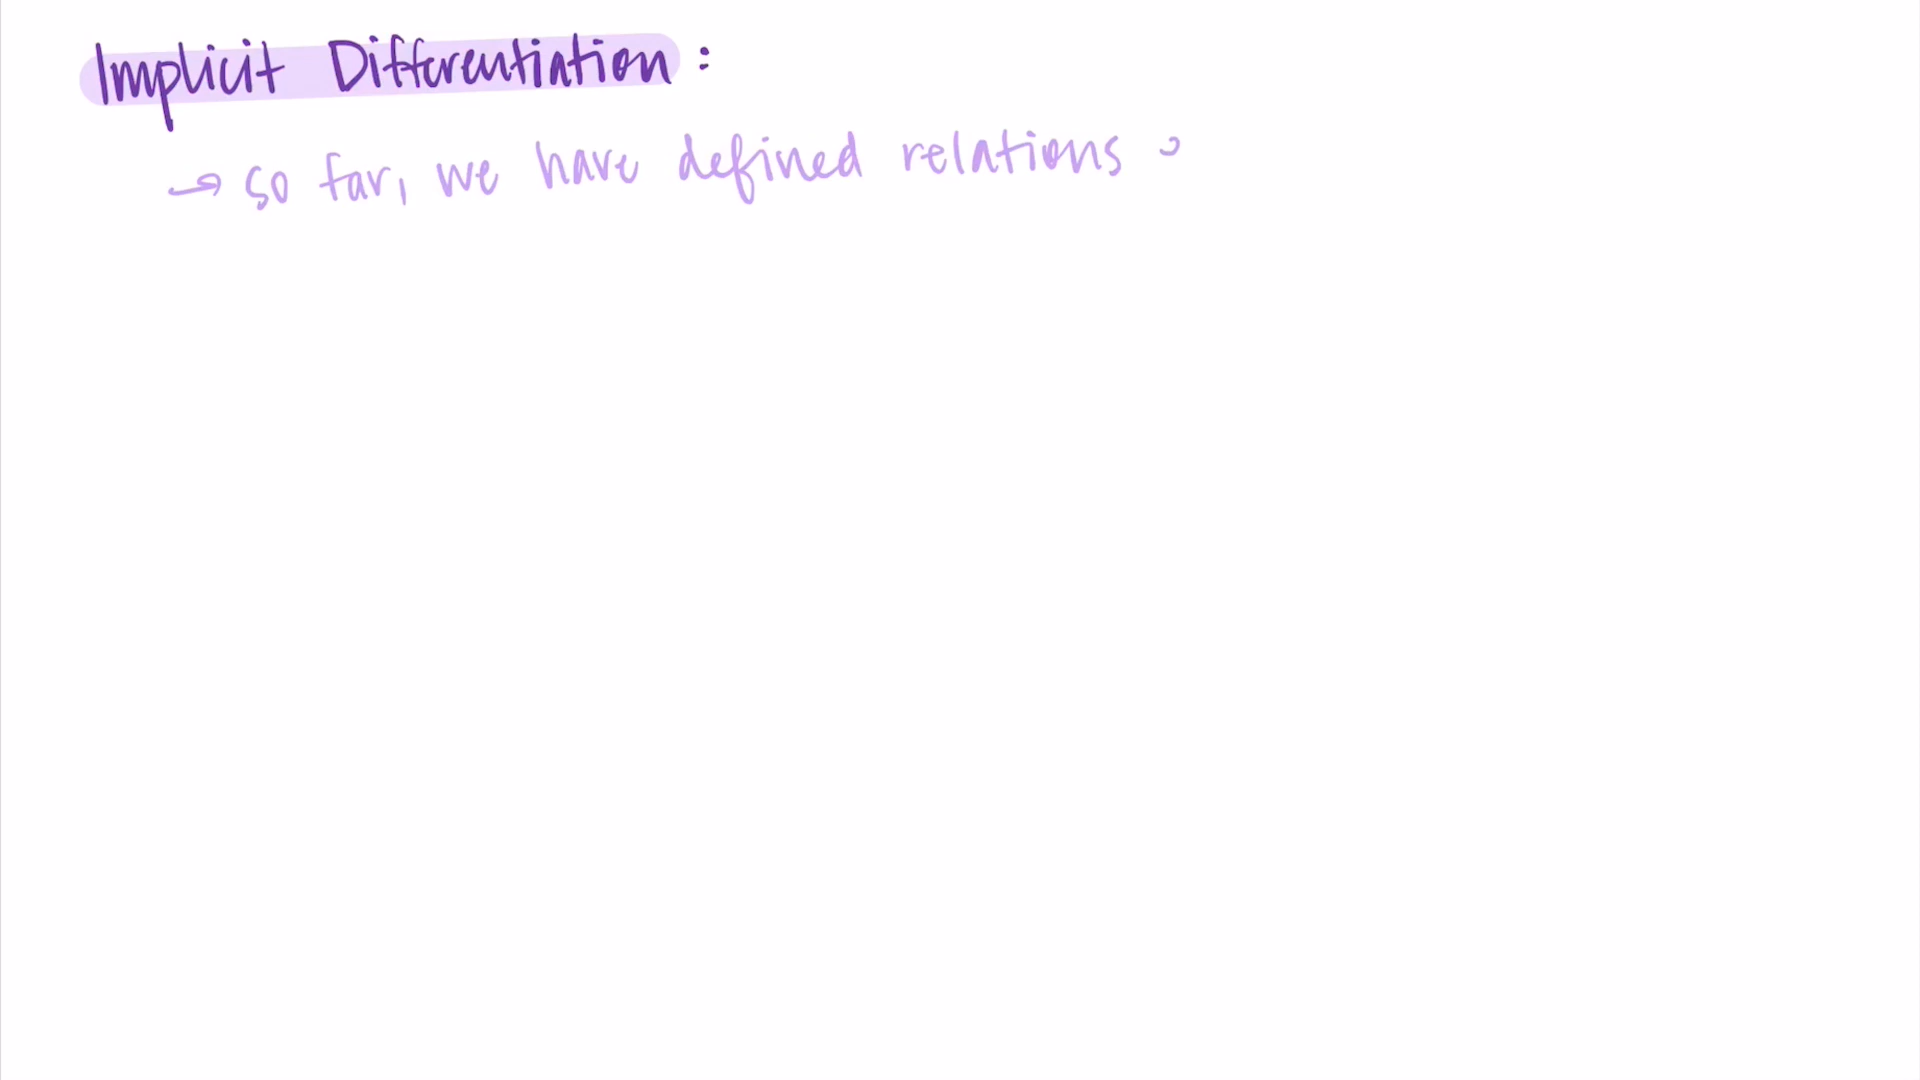 Implicit Differentiation :
→ so far, we have defined relations